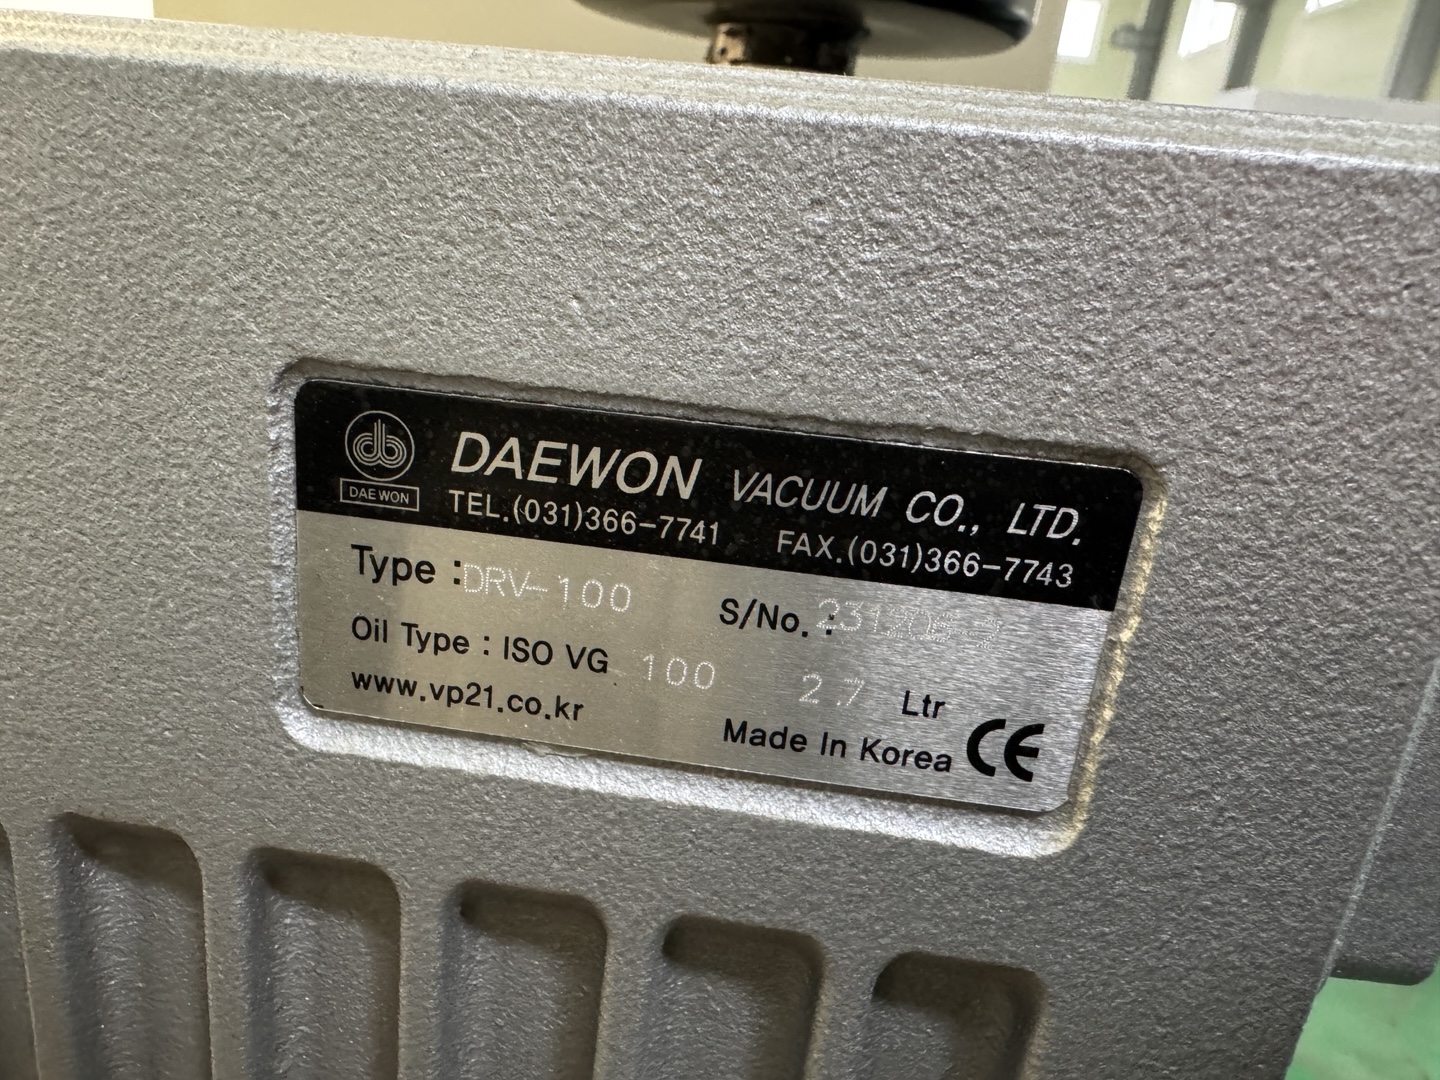 DAEWON
DAEWON VACUUM CO., LTD.
TEL.(031)366-7741 FAX.(031)366-7743
Type : DRV-100
S/No. :
Oil Type : ISO VG 100 2.7 Ltr
www.vp21.co.kr
Made In Korea CE